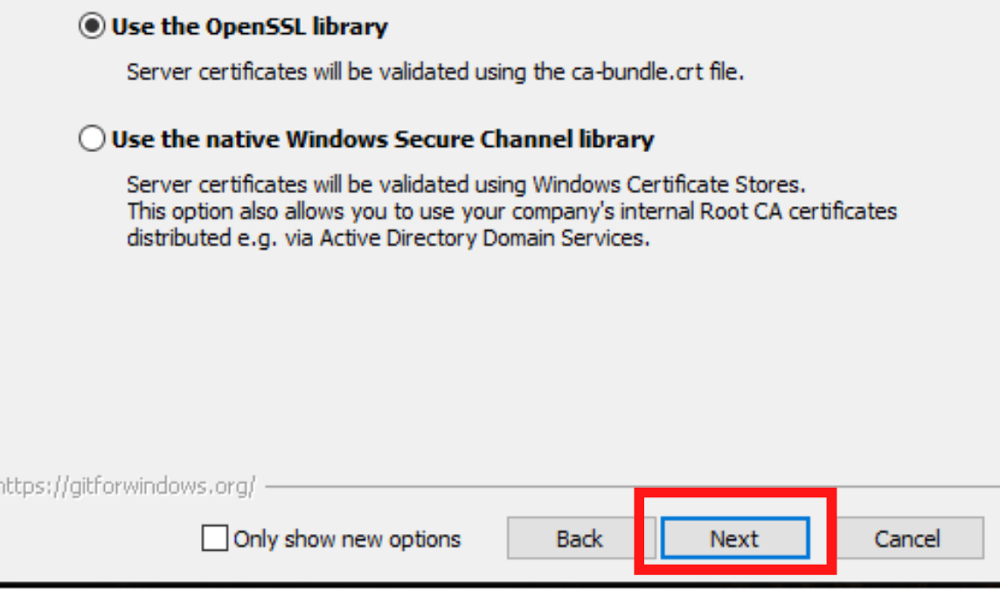 Use the OpenSSL library
Server certificates will be validated using the ca-bundle.crt file.
Use the native Windows Secure Channel library
Server certificates will be validated using Windows Certificate Stores.
This option also allows you to use your company's internal Root CA certificates
distributed e.g. via Active Directory Domain Services.
https://gitforwindows.org/
Only show new options
Back
Next
Cancel